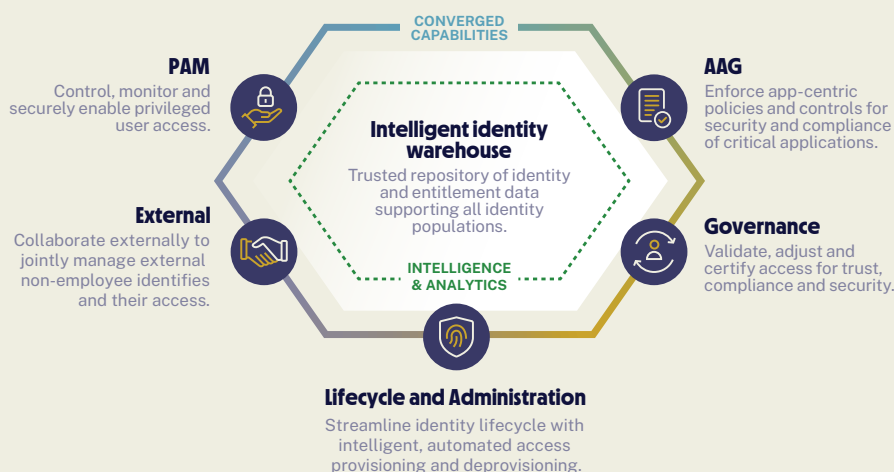 CONVERGED
CAPABILITIES
PAM
Control, monitor and
securely enable privileged
user access.
AAG
Enforce app-centric
policies and controls for
security and compliance
of critical applications.
Intelligent identity
warehouse
Trusted repository of identity
and entitlement data
supporting all identity
populations.
External
Collaborate externally to
jointly manage external
non-employee identifies
and their access.
Governance
Validate, adjust and
certify access for trust,
compliance and security.
INTELLIGENCE
& ANALYTICS
Lifecycle and Administration
Streamline identity lifecycle with
intelligent, automated access
provisioning and deprovisioning.